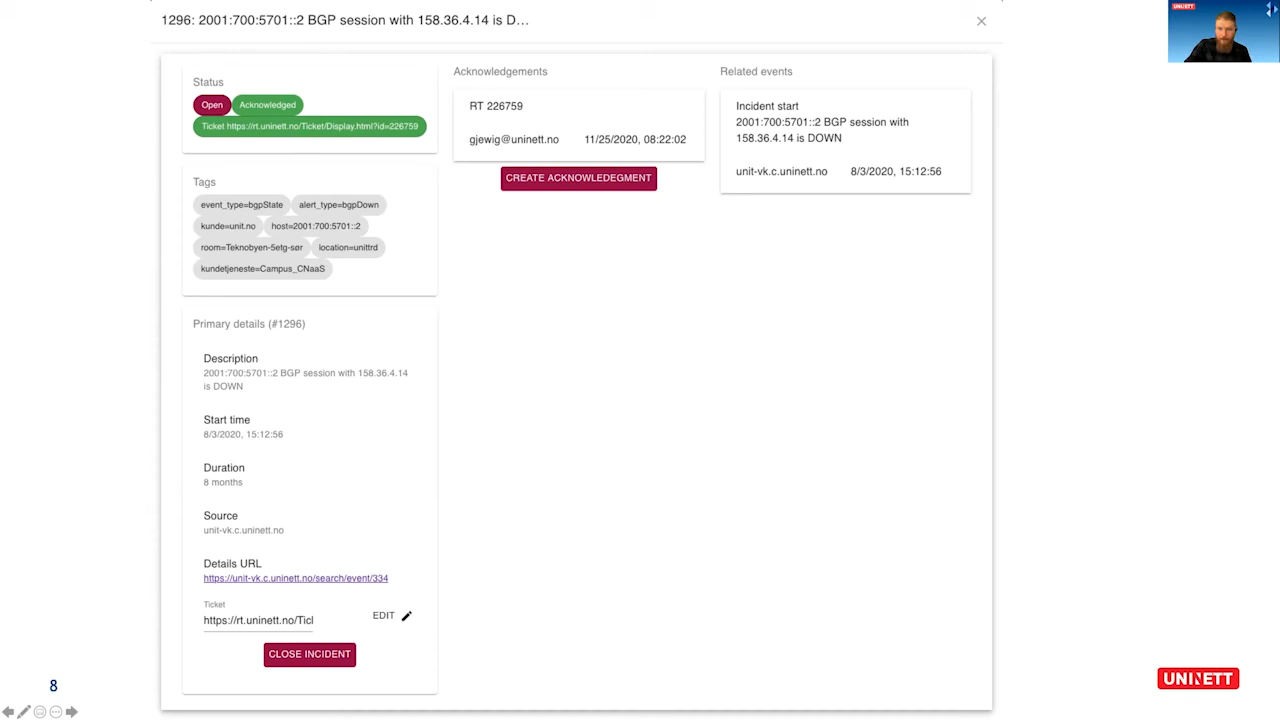 1296: 2001:700:5701::2 BGP session with 158.36.4.14 is D...
Status
Open
Acknowledged
Ticket https://rt.uninett.no/Ticket/Display.html?id=226759
Tags
event_type=bgpState
alert_type=bgpDown
kunde=unit.no
host=2001:700:5701::2
room=Teknobyen-5etg-sør
location=unittrd
kundetjeneste=Campus_CNaaS
Primary details (#1296)
Description
2001:700:5701::2 BGP session with 158.36.4.14
is DOWN
Start time
8/3/2020, 15:12:56
Duration
8 months
Source
unit-vk.c.uninett.no
Details URL
https://unit-vk.c.uninett.no/search/event/334
Ticket
https://rt.uninett.no/Ticl
EDIT
CLOSE INCIDENT
Acknowledgements
RT 226759
gjewig@uninett.no 11/25/2020, 08:22:02
CREATE ACKNOWLEDEGMENT
Related events
Incident start
2001:700:5701::2 BGP session with
158.36.4.14 is DOWN
unit-vk.c.uninett.no 8/3/2020, 15:12:56
UNINETT
8
UNINETT